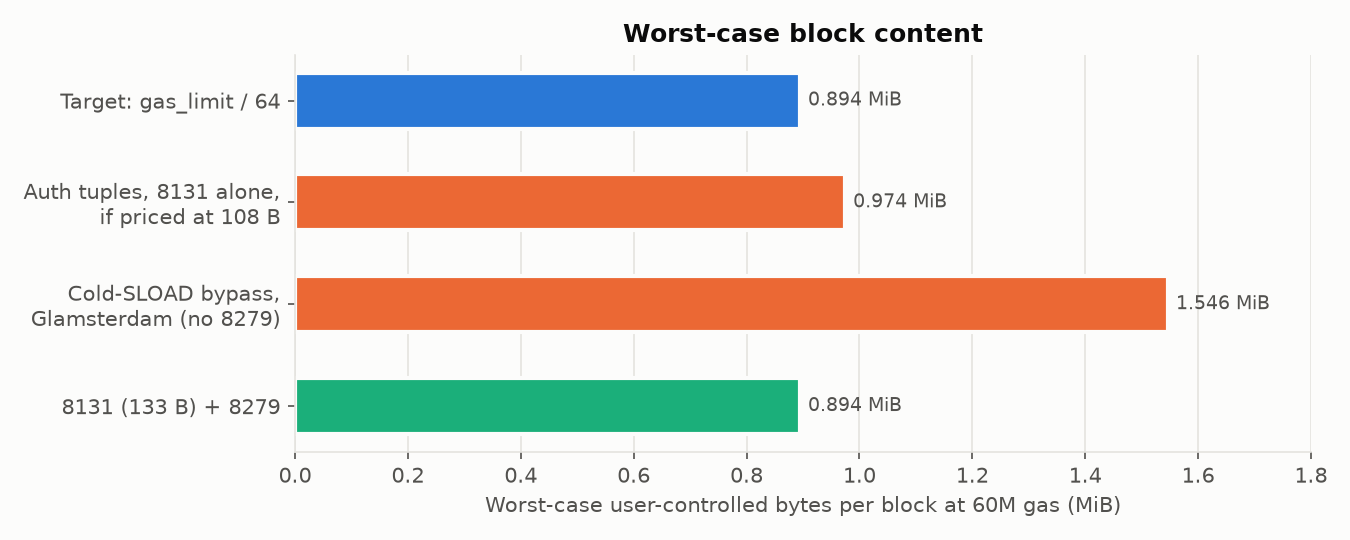 Worst-case block content
Target: gas_limit / 64
0.894 MiB
Auth tuples, 8131 alone,
if priced at 108 B
0.974 MiB
Cold-SLOAD bypass,
Glamsterdam (no 8279)
1.546 MiB
8131 (133 B) + 8279
0.894 MiB
0.0 0.2 0.4 0.6 0.8 1.0 1.2 1.4 1.6 1.8
Worst-case user-controlled bytes per block at 60M gas (MiB)